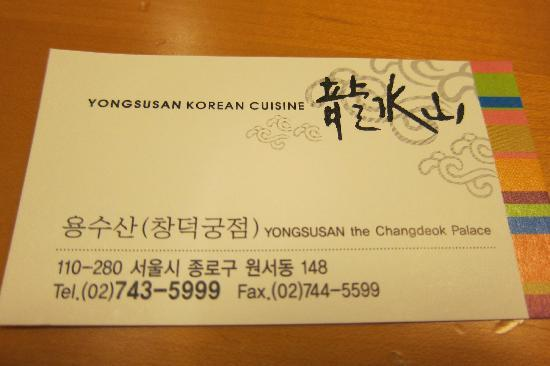 YONGSUSAN KOREAN CUISINE 龍水山
용수산(창덕궁점) YONGSUSAN the Changdeok Palace
110-280 서울시 종로구 원서동 148
Tel.(02)743-5999 Fax.(02)744-5599